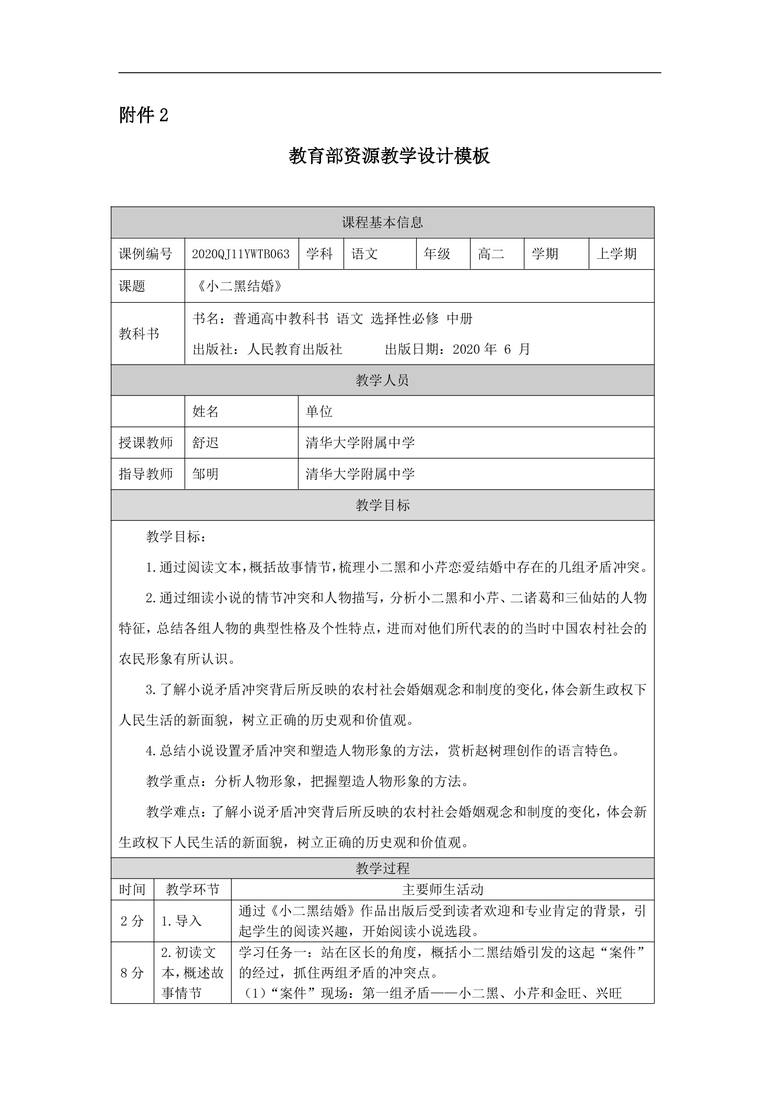 附件 2
教育部资源教学设计模板
课程基本信息
课例编号 2020QJ11YWTB063 学科 语文 年级 高二 学期 上学期
课题 《小二黑结婚》
教科书
书名：普通高中教科书 语文 选择性必修 中册
出版社：人民教育出版社 出版日期：2020 年 6 月
教学人员
姓名 单位
授课教师 舒迟 清华大学附属中学
指导教师 邹明 清华大学附属中学
教学目标
教学目标：
1.通过阅读文本，概括故事情节，梳理小二黑和小芹恋爱结婚中存在的几组矛盾冲突。
2.通过细读小说的情节冲突和人物描写，分析小二黑和小芹、二诸葛和三仙姑的人物
特征，总结各组人物的典型性格及个性特点，进而对他们所代表的的当时中国农村社会的
农民形象有所认识。
3.了解小说矛盾冲突背后所反映的农村社会婚姻观念和制度的变化，体会新生政权下
人民生活的新面貌，树立正确的历史观和价值观。
4.总结小说设置矛盾冲突和塑造人物形象的方法，赏析赵树理创作的语言特色。
教学重点：分析人物形象，把握塑造人物形象的方法。
教学难点：了解小说矛盾冲突背后所反映的农村社会婚姻观念和制度的变化，体会新
生政权下人民生活的新面貌，树立正确的历史观和价值观。
教学过程
时间 教学环节 主要师生活动
2 分 1.导入 通过《小二黑结婚》作品出版后受到读者欢迎和专业肯定的背景，引
起学生的阅读兴趣，开始阅读小说选段。
2.初读文 学习任务一：站在区长的角度，概括小二黑结婚引发的这起“案件”
8 分 本，概述故 的经过，抓住两组矛盾的冲突点。
事情节 （1）“案件”现场：第一组矛盾——小二黑、小芹和金旺、兴旺